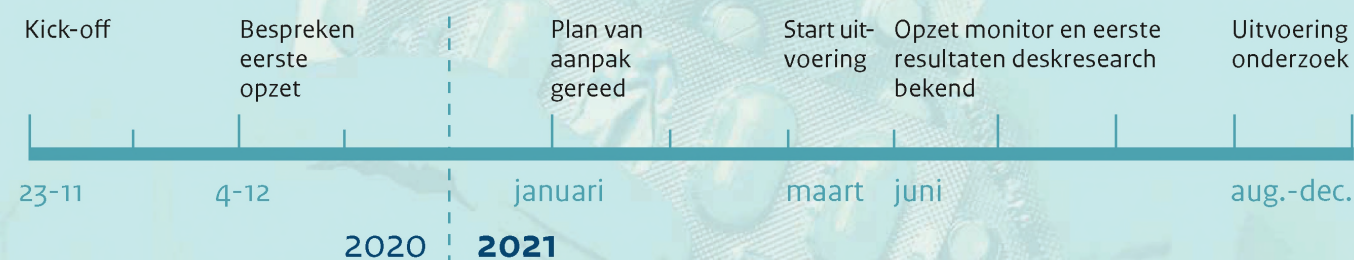 Kick-off
Bespreken
eerste
opzet
Plan van
aanpak
gereed
Start uit-
voering
Opzet monitor en eerste
resultaten deskresearch
bekend
Uitvoering
onderzoek
23-11
4-12
januari
maart
juni
aug.-dec.
2020
2021